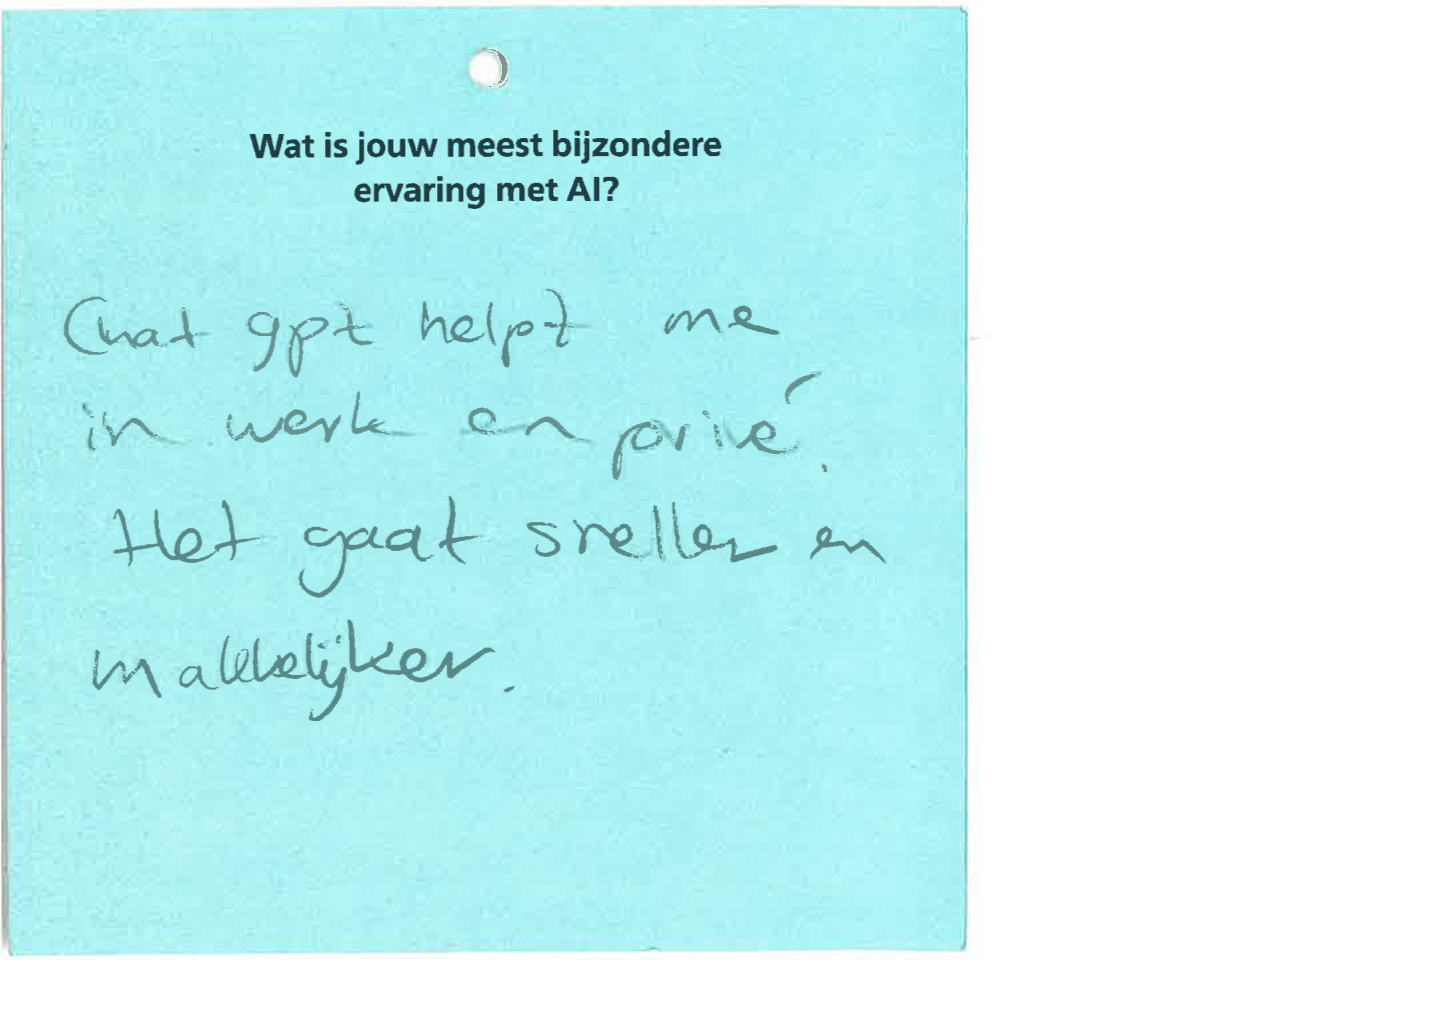 Wat is jouw meest bijzondere
ervaring met AI?
Chat gpt helpt me
in werk en privé.
Het gaat sneller en
makkelijker.